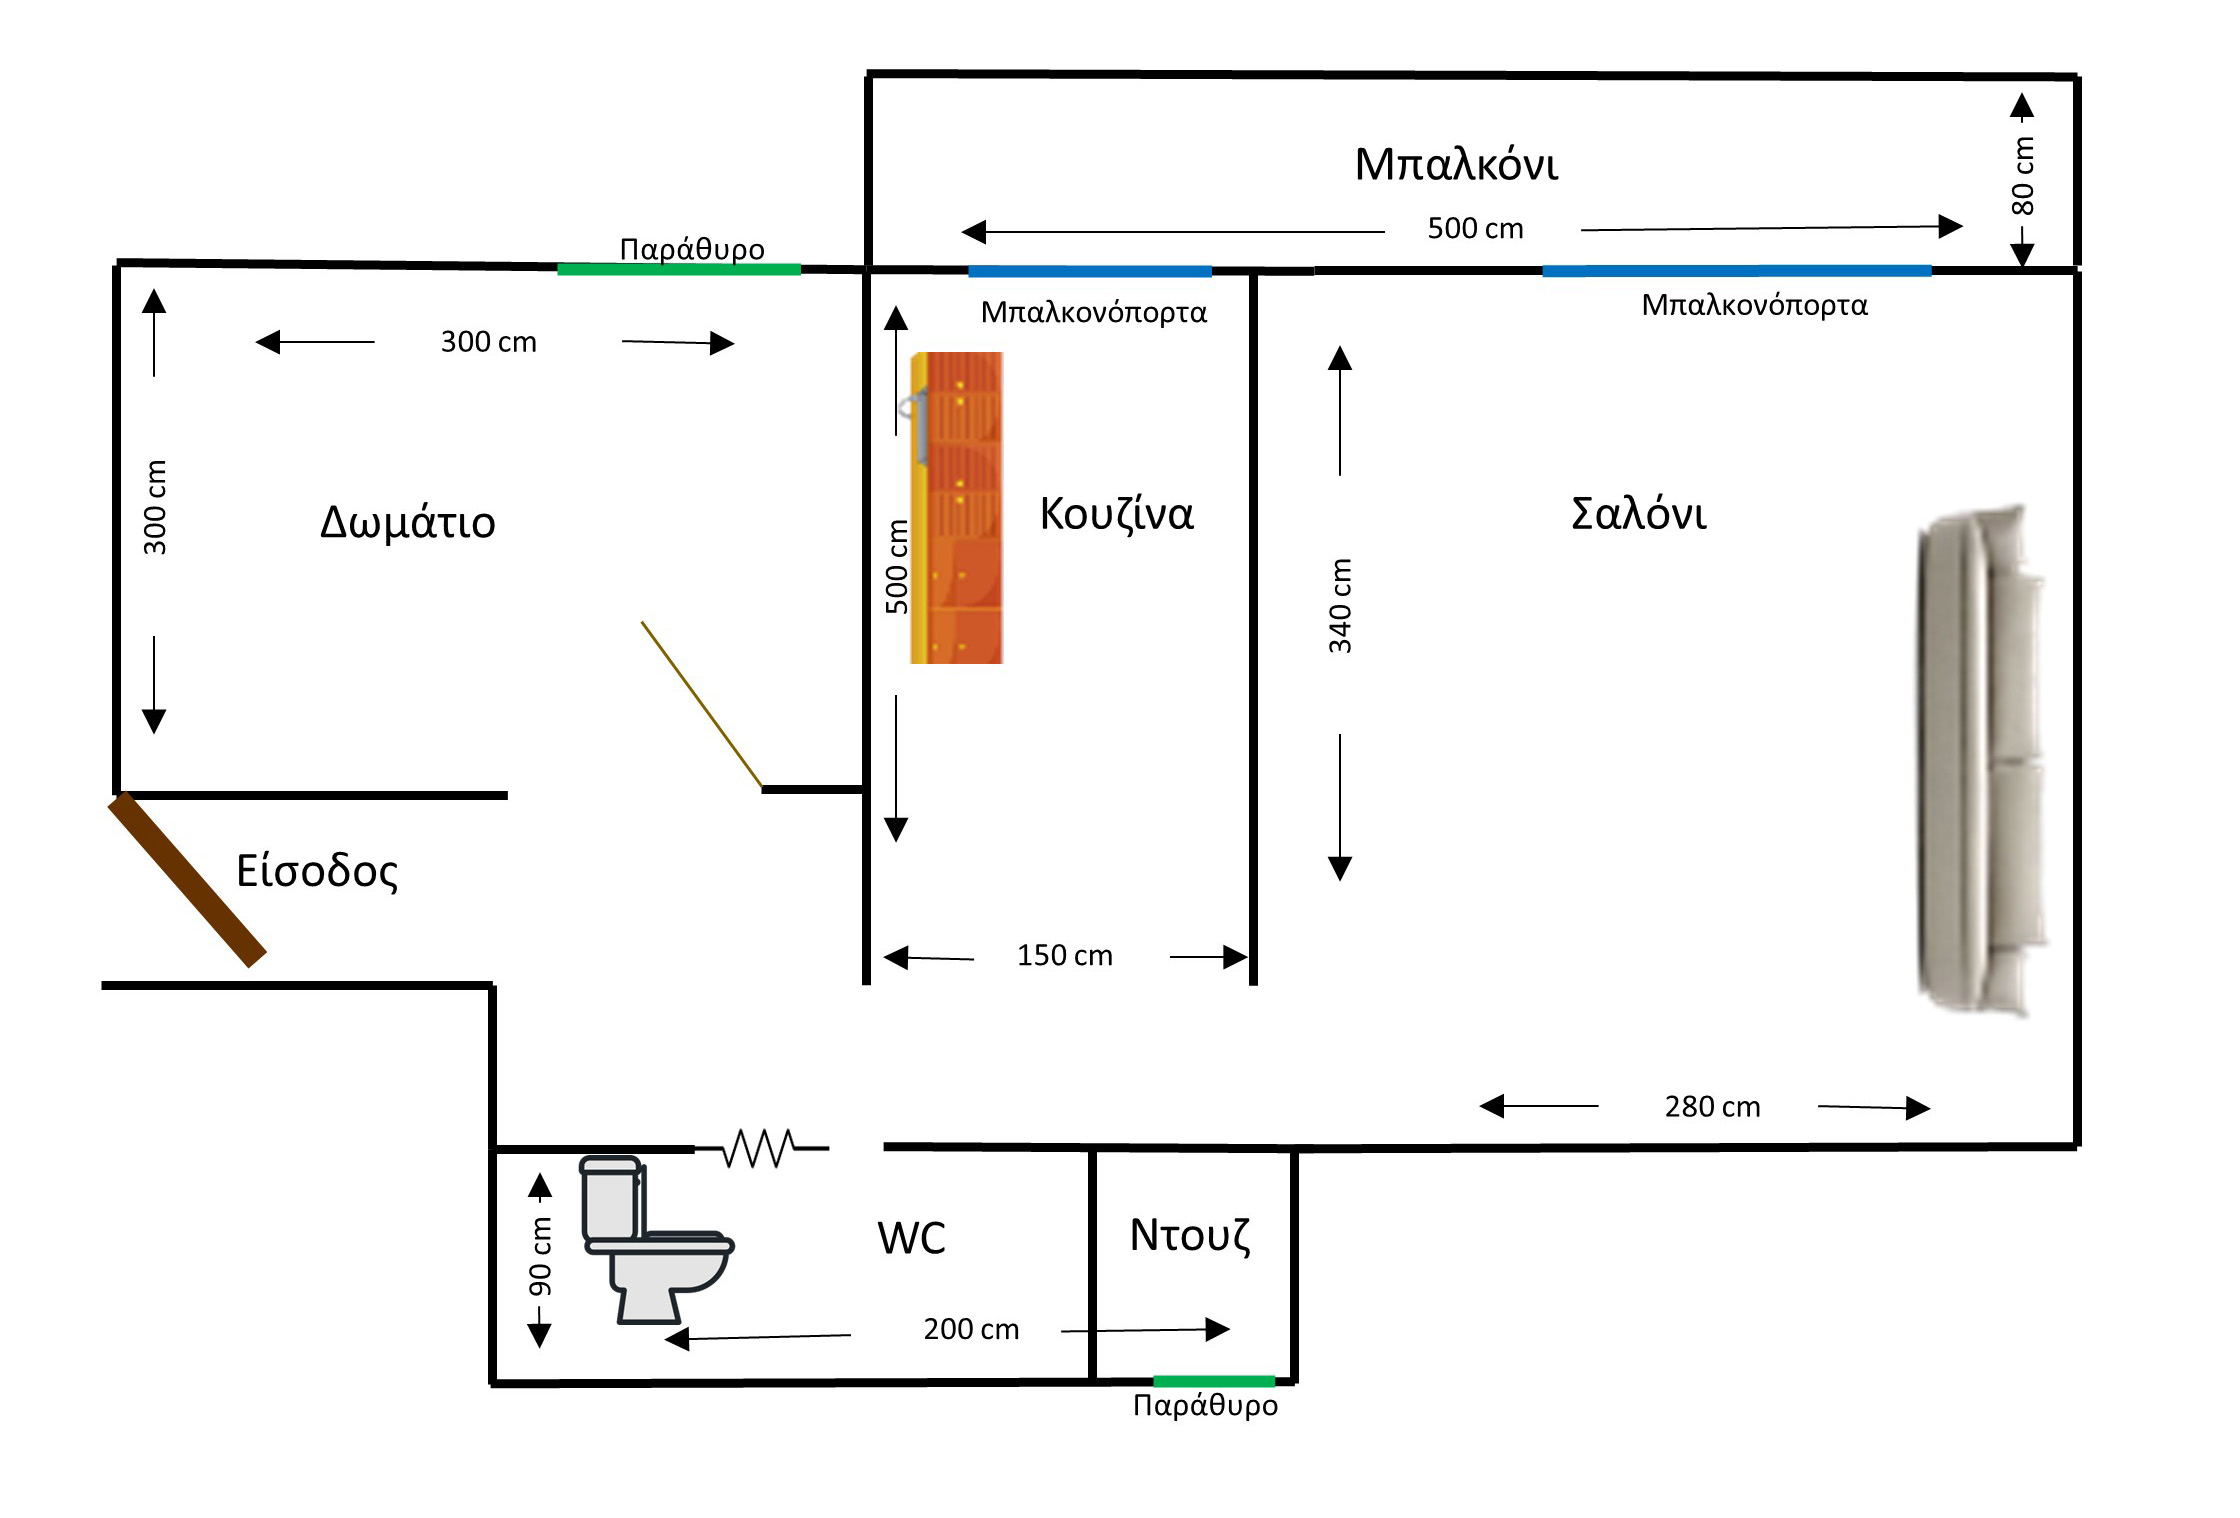 Μπαλκόνι
80 cm
500 cm
Παράθυρο
Μπαλκονόπορτα
Μπαλκονόπορτα
300 cm
300 cm
Δωμάτιο
500 cm
Κουζίνα
Σαλόνι
340 cm
Είσοδος
150 cm
280 cm
90 cm
WC
Ντουζ
200 cm
Παράθυρο